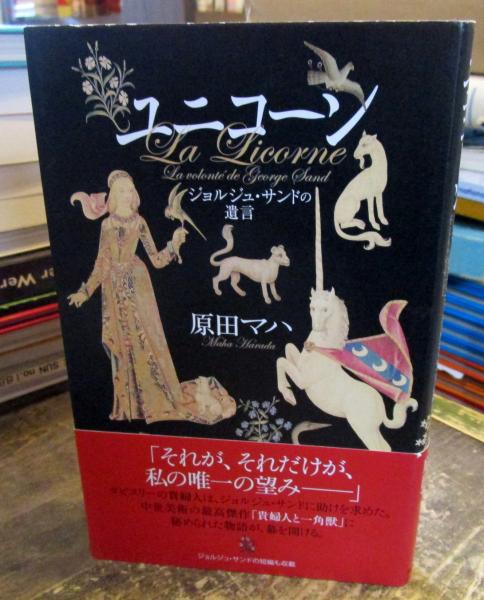 ユニコーン
La Licorne
La volonté de George Sand
ジョルジュ・サンドの
遺言
原田マハ
Maha Harada
「それが、それだけが、
私の唯一の望み——」
タピスリーの貴婦人は、ジョルジュ・サンドに助けを求めた。
中世美術の最高傑作「貴婦人と一角獣」に
秘められた物語が、幕を開ける。
ジョルジュ・サンドの短編も収載
der Wer
SUN no.18